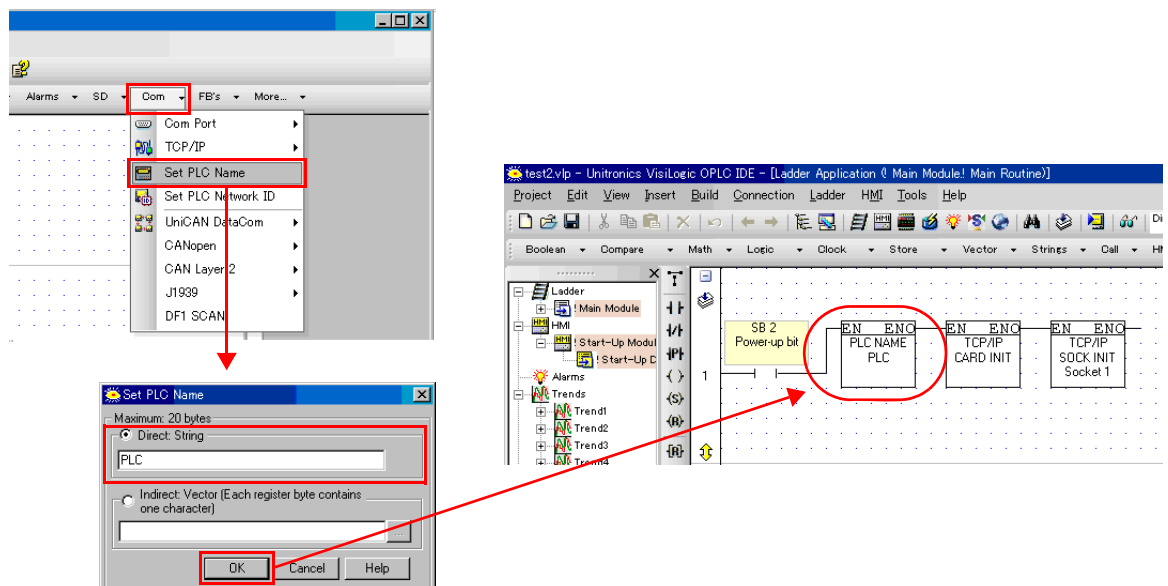 Alarms SD Com FB's More...
Com Port
TCP/IP
Set PLC Name
Set PLC Network ID
UniCAN DataCom
CANopen
CAN Layer 2
J1939
DF1 SCAN
Set PLC Name
Maximum: 20 bytes
Direct: String
PLC
Indirect: Vector (Each register byte contains
one character)
...
OK Cancel Help
test2.vlp - Unitronics VisiLogic OPLC IDE - [Ladder Application (! Main Module:! Main Routine)]
Project Edit View Insert Build Connection Ladder HMI Tools Help
Di
Boolean Compare Math Logic Clock Store Vector Strings Call HM
Ladder
! Main Module
HMI
! Start-Up Modul
! Start-Up D
Alarms
Trends
Trend1
Trend2
Trend3
Trend4
1
SB 2
Power-up bit
EN ENO
PLC NAME
PLC
EN ENO
TCP/IP
CARD INIT
EN ENO
TCP/IP
SOCK INIT
Socket 1